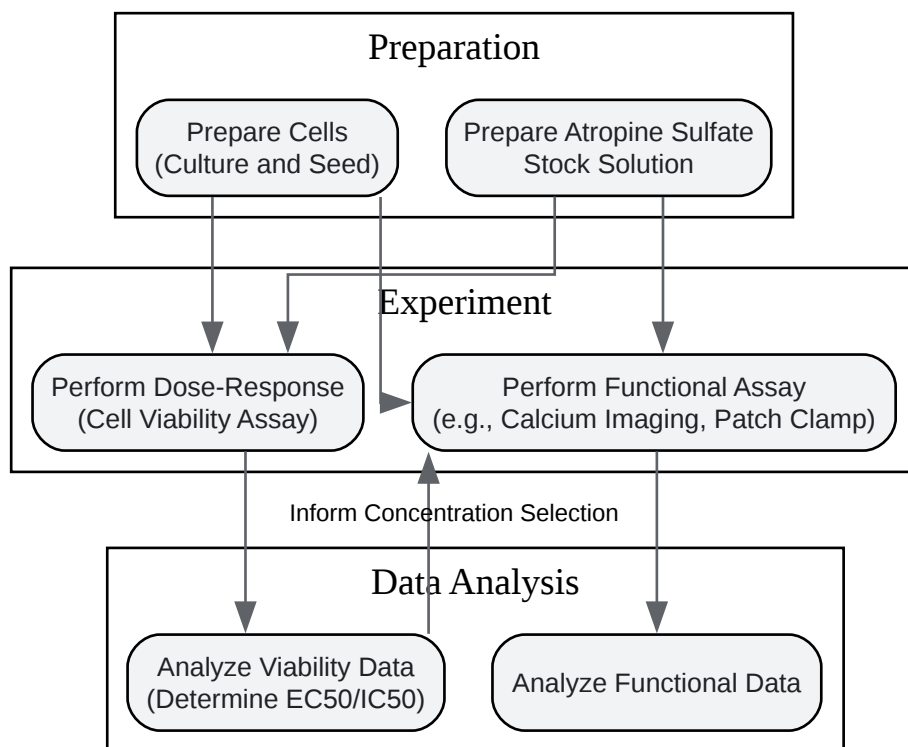 Preparation
Prepare Cells
(Culture and Seed)
Prepare Atropine Sulfate
Stock Solution
Experiment
Perform Dose-Response
(Cell Viability Assay)
Perform Functional Assay
(e.g., Calcium Imaging, Patch Clamp)
Inform Concentration Selection
Data Analysis
Analyze Viability Data
(Determine EC50/IC50)
Analyze Functional Data